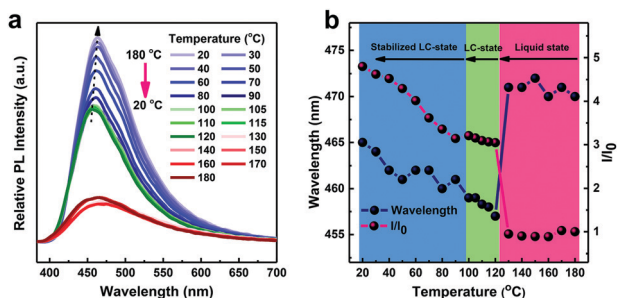 a
Temperature (°C)
180 °C
20 °C
20 30
40 50
60 70
80 90
100 105
110 115
120 130
140 150
160 170
180
Relative PL Intensity (a.u.)
400 450 500 550 600 650 700
Wavelength (nm)
b
Stabilized LC-state LC-state Liquid state
475
470
465
460
455
Wavelength (nm)
5
4
3
2
1
I/I0
Wavelength
I/I0
20 40 60 80 100 120 140 160 180
Temperature (°C)